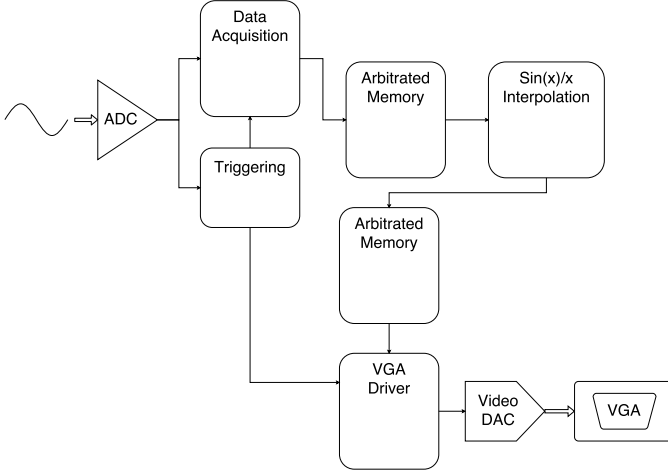 Data
Acquisition
ADC
Triggering
Arbitrated
Memory
Sin(x)/x
Interpolation
Arbitrated
Memory
VGA
Driver
Video
DAC
VGA